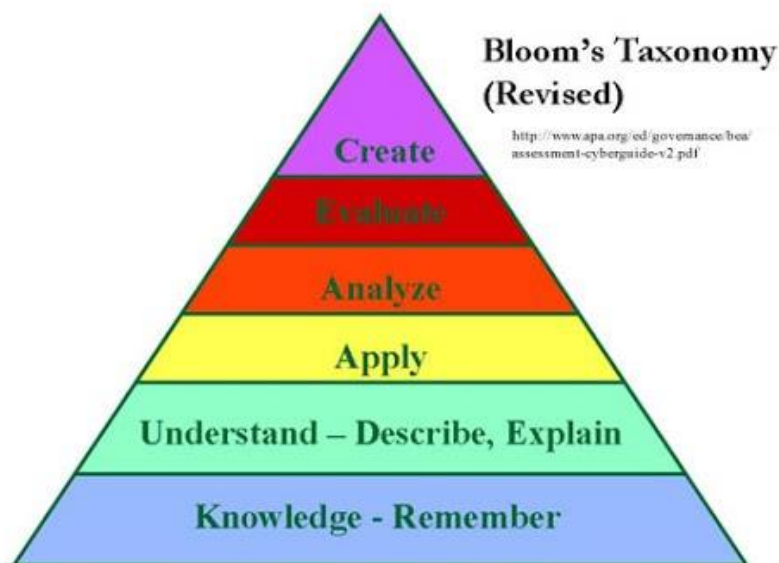 Bloom's Taxonomy
(Revised)
http://www.apa.org/ed/governance/bea/
assessment-cyberguide-v2.pdf
Create
Evaluate
Analyze
Apply
Understand – Describe, Explain
Knowledge - Remember